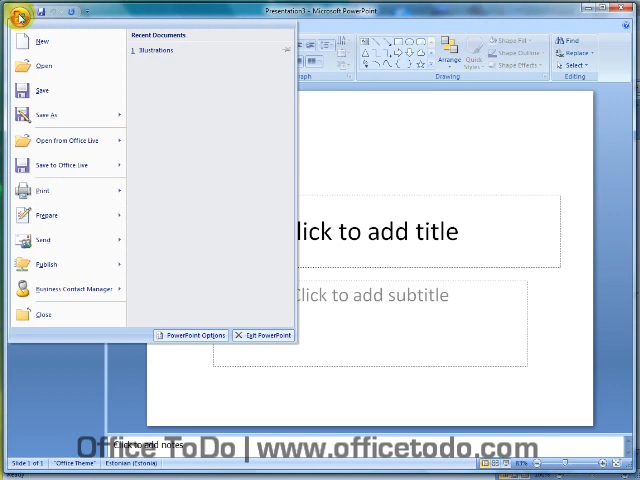 Presentation3 - Microsoft PowerPoint
Recent Documents
1 Illustrations
New
Open
Save
Save As
Open from Office Live
Save to Office Live
Print
Prepare
Send
Publish
Business Contact Manager
Close
PowerPoint Options
Exit PowerPoint
Arrange
Quick
Styles
Shape Fill
Shape Outline
Shape Effects
Drawing
Find
Replace
Select
Editing
lick to add title
Click to add subtitle
Click to add notes
Office ToDo | www.officetodo.com
Slide 1 of 1
"Office Theme"
Estonian (Estonia)
83%